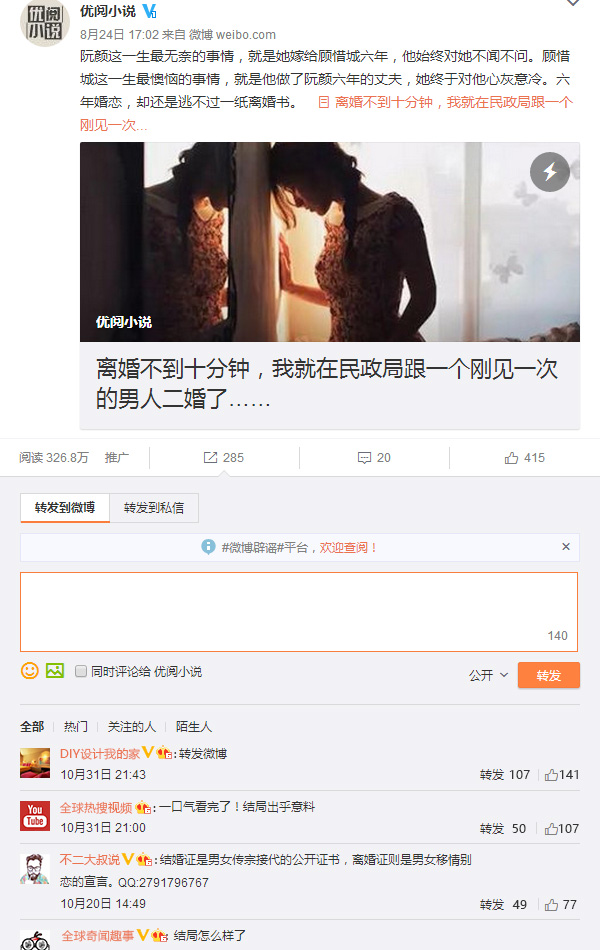 优阅小说
优阅小说
8月24日 17:02 来自 微博 weibo.com
阮颜这一生最无奈的事情，就是她嫁给顾惜城六年，他始终对她不闻不问。顾惜
城这一生最懊恼的事情，就是他做了阮颜六年的丈夫，她终于对他心灰意冷。六
年婚恋，却还是逃不过一纸离婚书。 离婚不到十分钟，我就在民政局跟一个
刚见一次...
优阅小说
离婚不到十分钟，我就在民政局跟一个刚见一次
的男人二婚了……
阅读 326.8万 推广 285 20 415
转发到微博 转发到私信
#微博辟谣#平台，欢迎查阅！ ×
140
同时评论给 优阅小说 公开 转发
全部 热门 关注的人 陌生人
DIY设计我的家：转发微博
10月31日 21:43 转发 107 141
You Tube
全球热搜视频：一口气看完了！结局出乎意料
10月31日 21:00 转发 50 107
不二大叔说：结婚证是男女传宗接代的公开证书，离婚证则是男女移情别
恋的宣言。QQ:2791796767
10月20日 14:49 转发 49 77
全球奇闻趣事：结局怎么样了